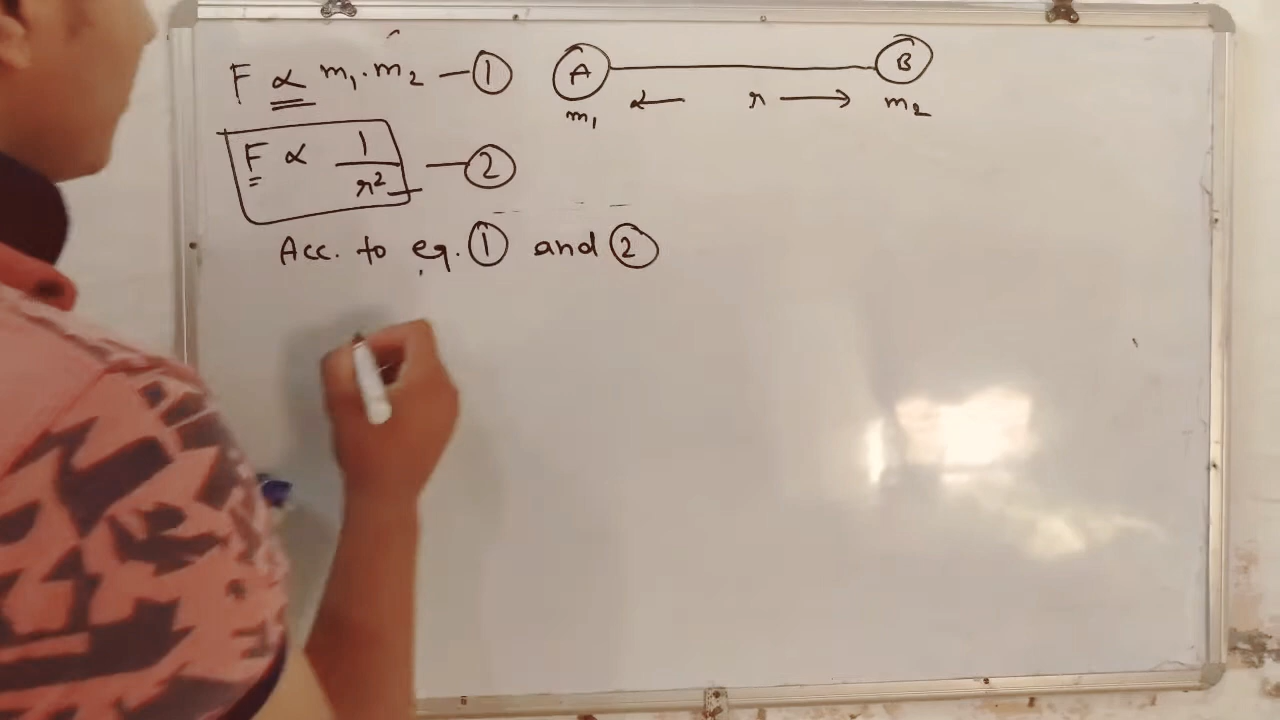 F ∝ m₁.m₂ — ①
A B
m₁ ← r → m₂
F ∝ 1/r² — ②
Acc. to eq. ① and ②